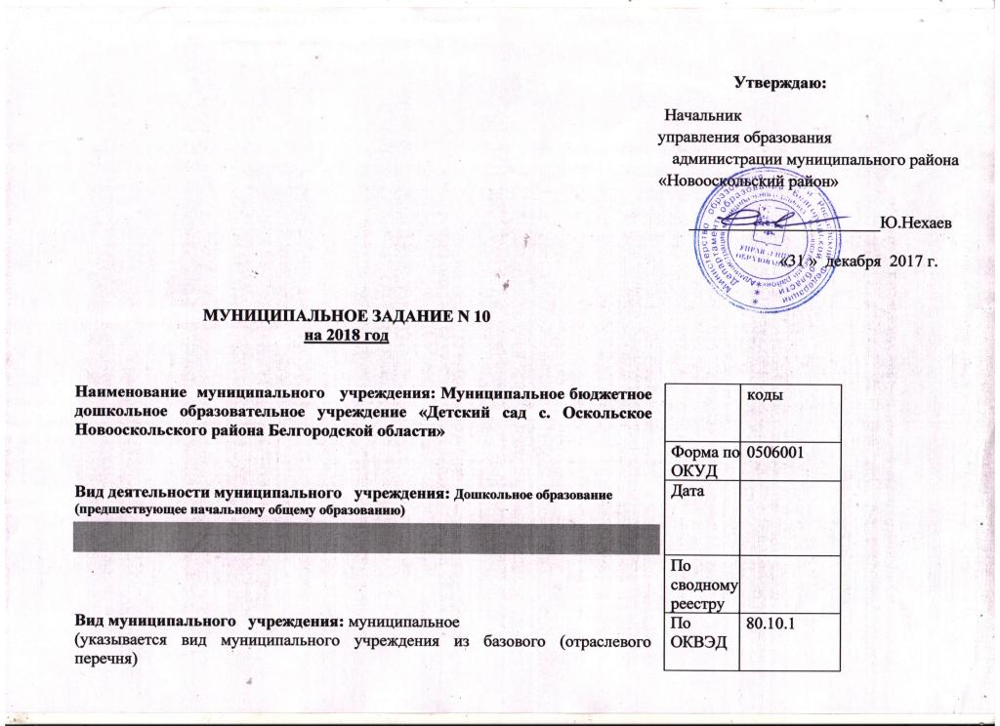 Утверждаю:
Начальник
управления образования
администрации муниципального района
«Новооскольский район»
Ю.Нехаев
«31» декабря 2017 г.
МУНИЦИПАЛЬНОЕ ЗАДАНИЕ N 10
на 2018 год
Наименование муниципального учреждения: Муниципальное бюджетное
дошкольное образовательное учреждение «Детский сад с. Оскольское
Новооскольского района Белгородской области»
Вид деятельности муниципального учреждения: Дошкольное образование
(предшествующее начальному общему образованию)
Вид муниципального учреждения: муниципальное
(указывается вид муниципального учреждения из базового (отраслевого
перечня)
коды
Форма по 0506001
ОКУД
Дата
По
сводному
реестру
По 80.10.1
ОКВЭД
УПРАВЛЕНИЕ
ОБРАЗОВАНИЯ